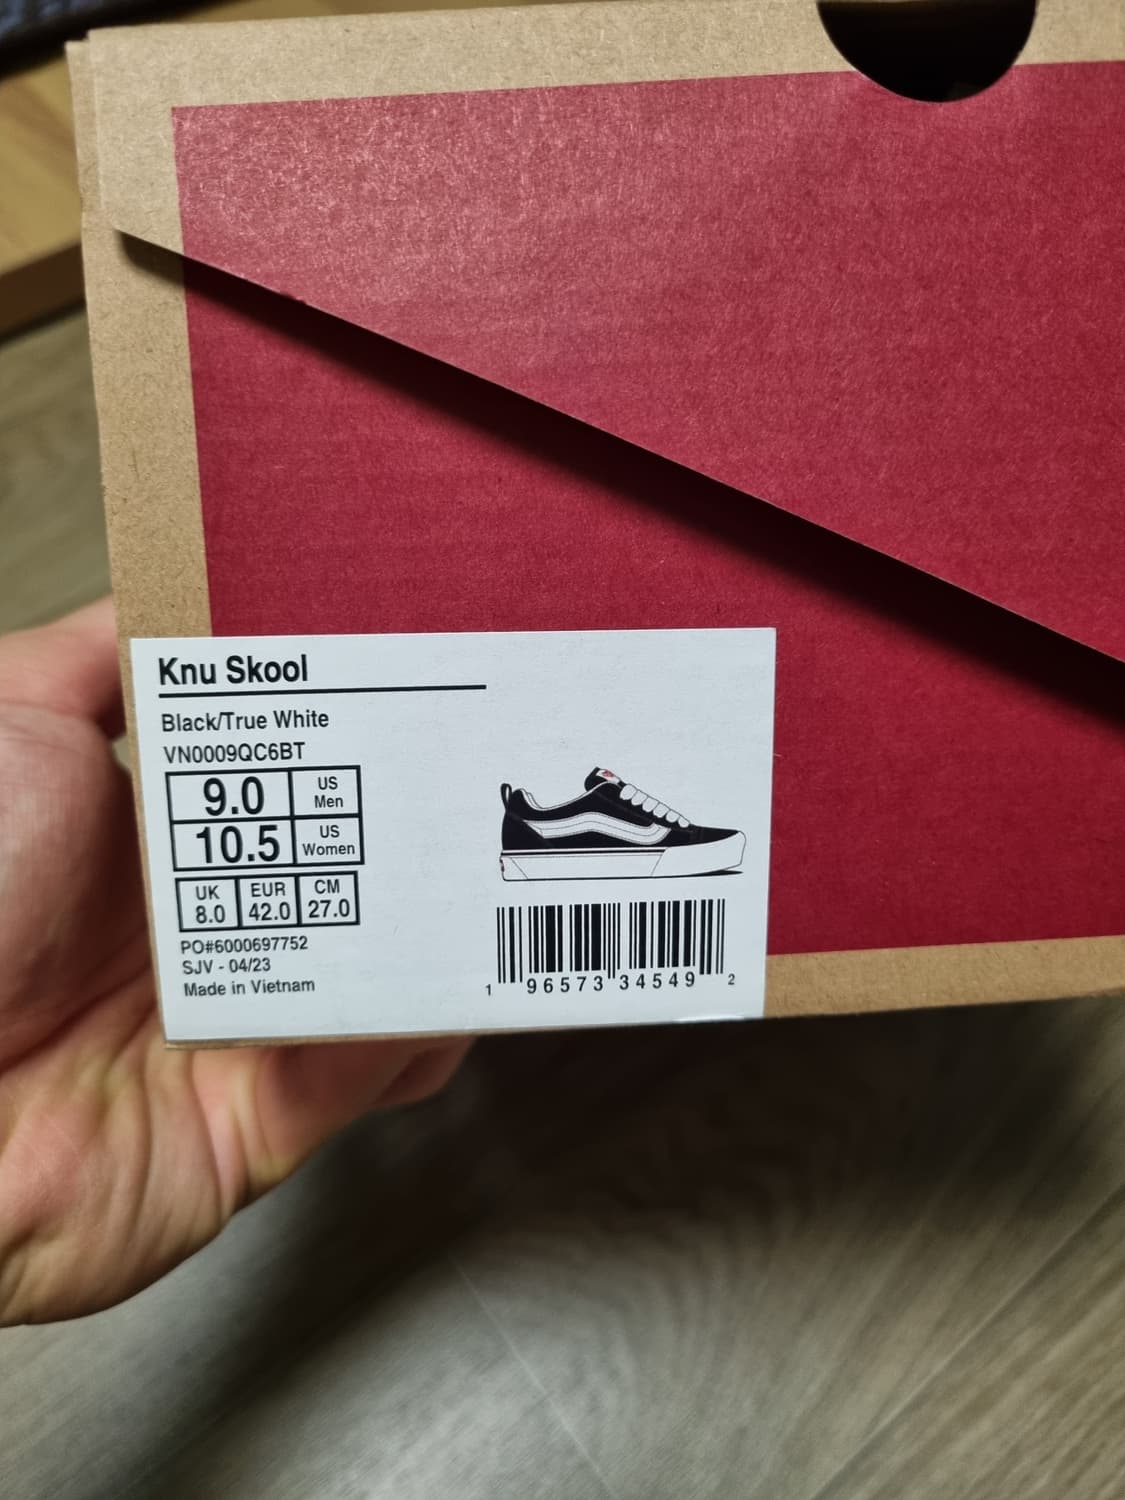 Knu Skool
Black/True White
VN0009QC6BT
9.0 US Men
10.5 US Women
UK EUR CM
8.0 42.0 27.0
PO#6000697752
SJV - 04/23
Made in Vietnam
1 96573 34549 2